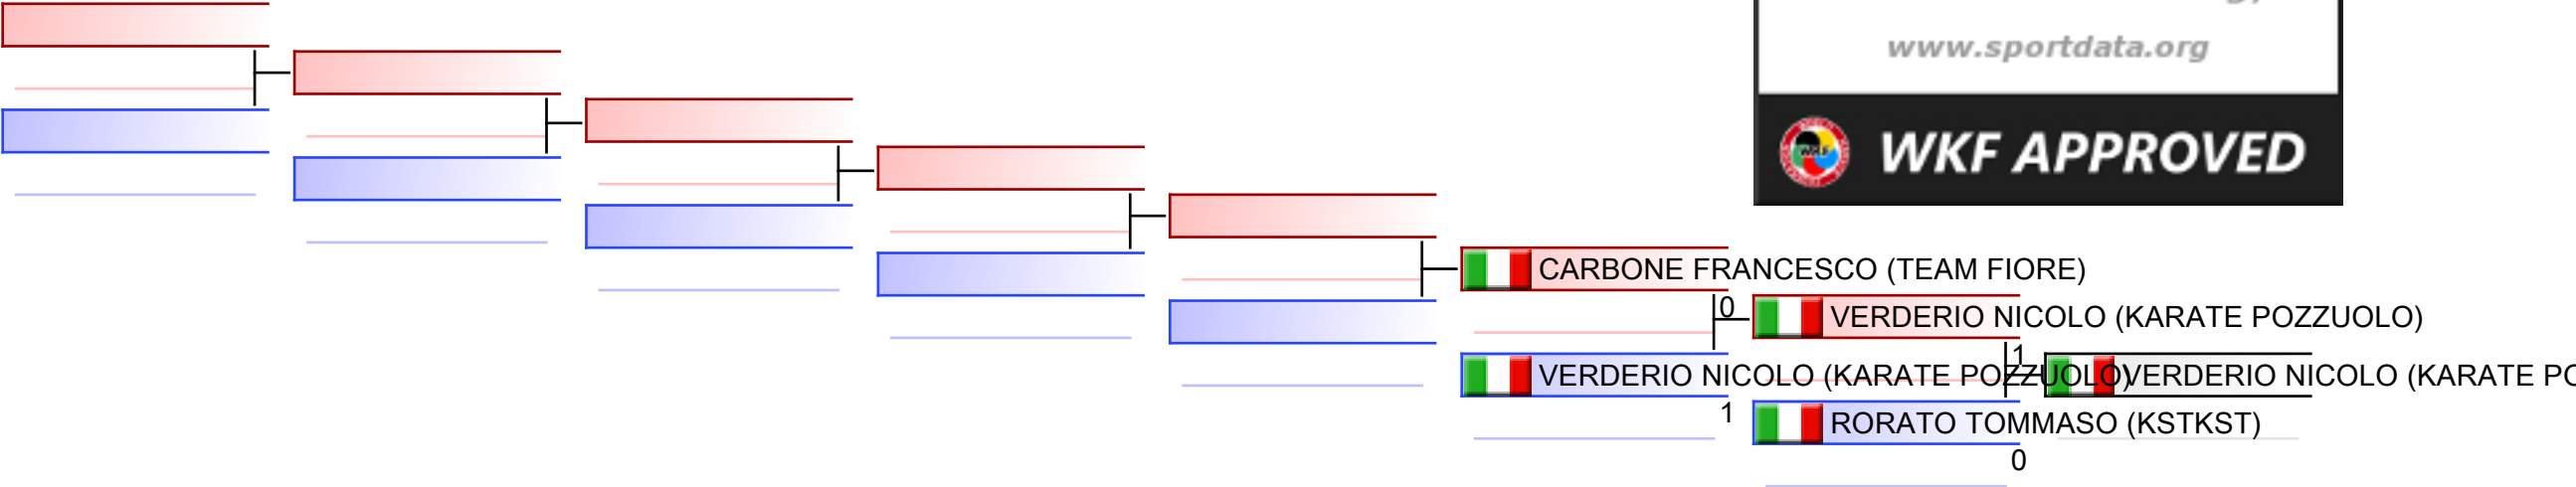 www.sportdata.org
WKF APPROVED
CARBONE FRANCESCO (TEAM FIORE)
0
VERDERIO NICOLO (KARATE POZZUOLO)
1
VERDERIO NICOLO (KARATE POZZUOLO)
VERDERIO NICOLO (KARATE PO
1
RORATO TOMMASO (KSTKST)
0